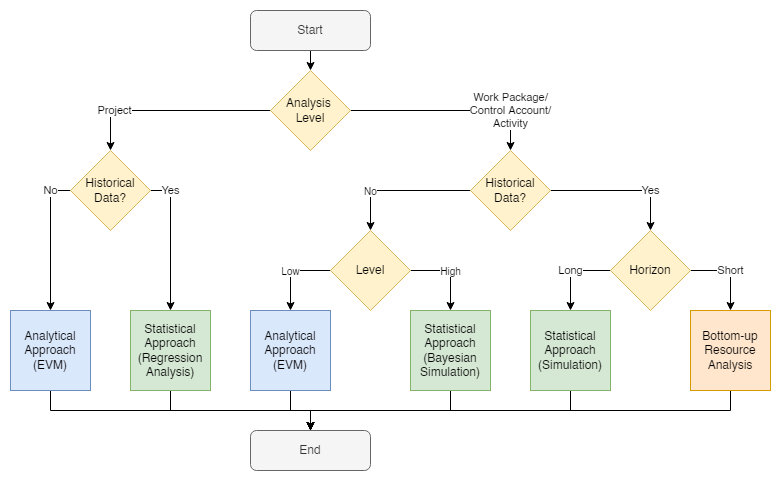 Start
Analysis
Level
Project
Work Package/
Control Account/
Activity
Historical
Data?
Historical
Data?
No
Yes
No
Yes
Level
Horizon
Low
High
Long
Short
Analytical
Approach
(EVM)
Statistical
Approach
(Regression
Analysis)
Analytical
Approach
(EVM)
Statistical
Approach
(Bayesian
Simulation)
Statistical
Approach
(Simulation)
Bottom-up
Resource
Analysis
End